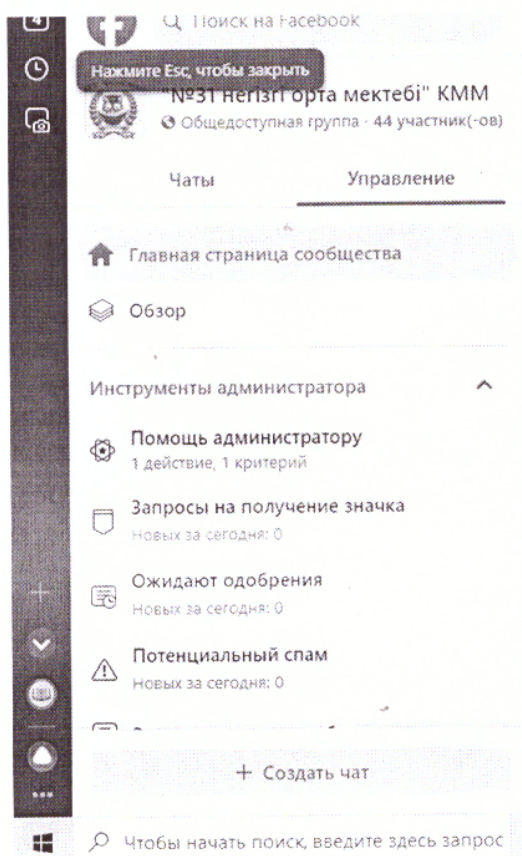 4
Поиск на Facebook
Нажмите Esc, чтобы закрыть
"№31 негізгі орта мектебі" КММ
Общедоступная группа · 44 участник(-ов)
Чаты
Управление
Главная страница сообщества
Обзор
Инструменты администратора
Помощь администратору
1 действие, 1 критерий
Запросы на получение значка
Новых за сегодня: 0
Ожидают одобрения
Новых за сегодня: 0
Потенциальный спам
Новых за сегодня: 0
+ Создать чат
Чтобы начать поиск, введите здесь запрос